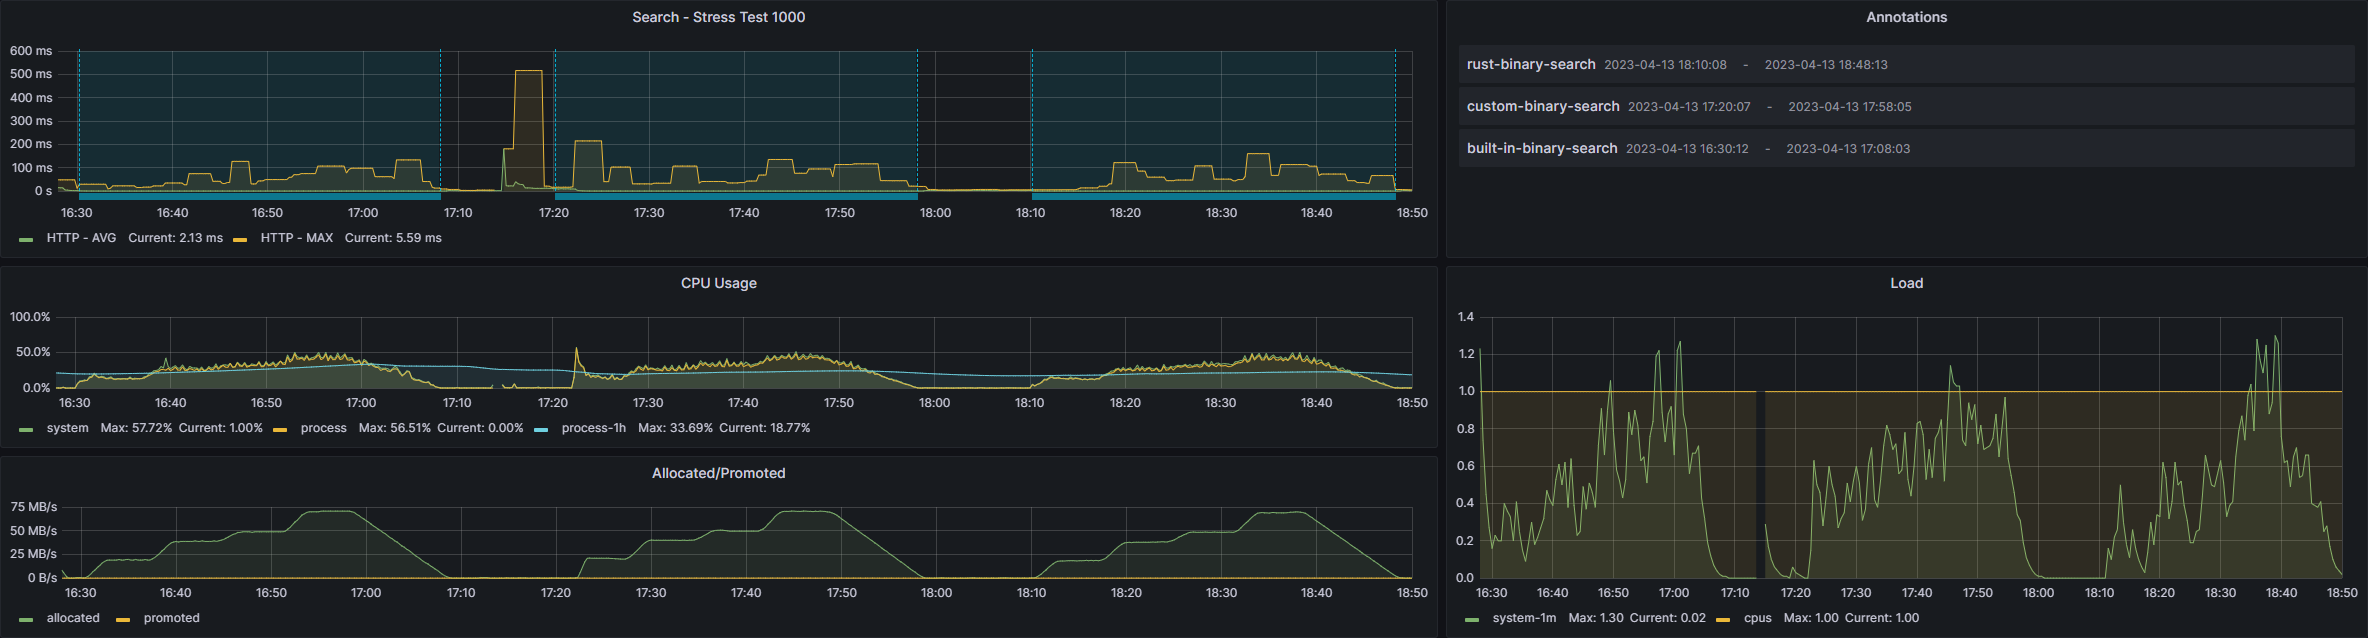 Search - Stress Test 1000
600 ms
500 ms
400 ms
300 ms
200 ms
100 ms
0 s
16:30 16:40 16:50 17:00 17:10 17:20 17:30 17:40 17:50 18:00 18:10 18:20 18:30 18:40 18:50
HTTP - AVG Current: 2.13 ms HTTP - MAX Current: 5.59 ms
Annotations
rust-binary-search 2023-04-13 18:10:08 - 2023-04-13 18:48:13
custom-binary-search 2023-04-13 17:20:07 - 2023-04-13 17:58:05
built-in-binary-search 2023-04-13 16:30:12 - 2023-04-13 17:08:03
CPU Usage
100.0%
50.0%
0.0%
16:30 16:40 16:50 17:00 17:10 17:20 17:30 17:40 17:50 18:00 18:10 18:20 18:30 18:40 18:50
system Max: 57.72% Current: 1.00% process Max: 56.51% Current: 0.00% process-1h Max: 33.69% Current: 18.77%
Allocated/Promoted
75 MB/s
50 MB/s
25 MB/s
0 B/s
16:30 16:40 16:50 17:00 17:10 17:20 17:30 17:40 17:50 18:00 18:10 18:20 18:30 18:40 18:50
allocated promoted
Load
1.4
1.2
1.0
0.8
0.6
0.4
0.2
0.0
16:30 16:40 16:50 17:00 17:10 17:20 17:30 17:40 17:50 18:00 18:10 18:20 18:30 18:40 18:50
system-1m Max: 1.30 Current: 0.02 cpus Max: 1.00 Current: 1.00